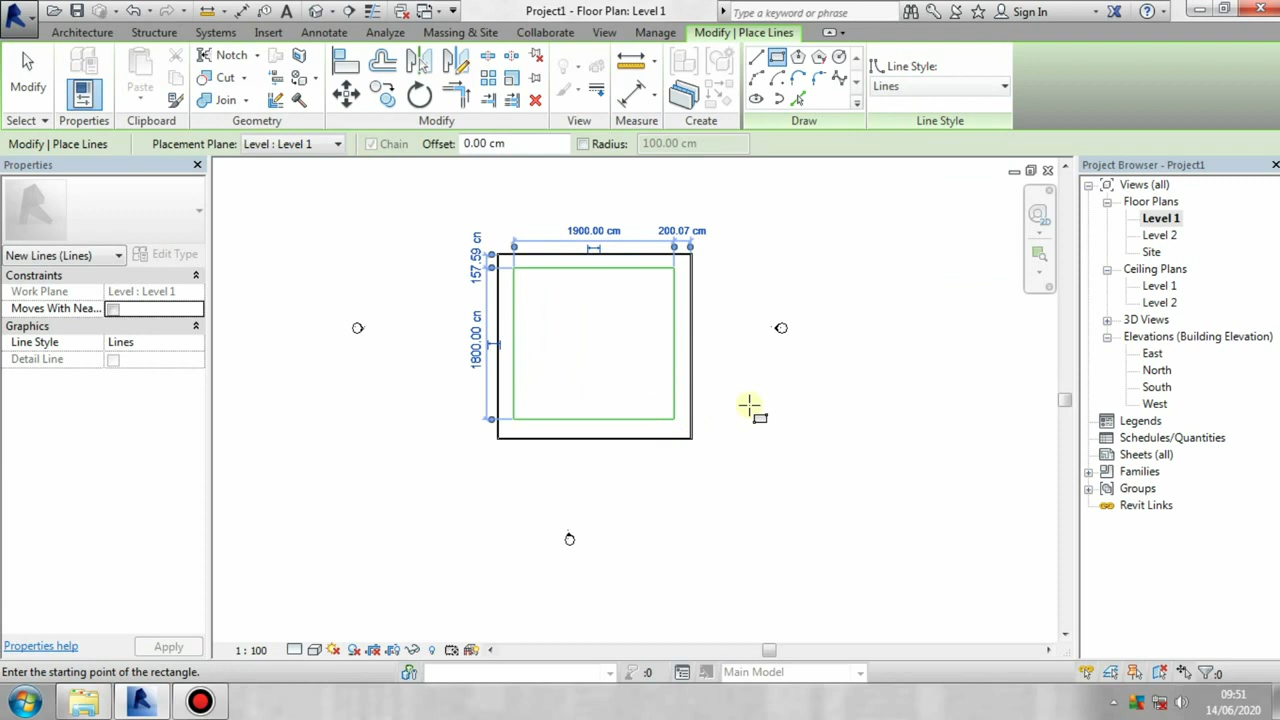 Project1 - Floor Plan: Level 1
Type a keyword or phrase
Sign In
Architecture
Structure
Systems
Insert
Annotate
Analyze
Massing & Site
Collaborate
View
Manage
Modify | Place Lines
Modify
Paste
Notch
Cut
Join
Line Style:
Lines
Select
Properties
Clipboard
Geometry
Modify
View
Measure
Create
Draw
Line Style
Modify | Place Lines
Placement Plane:
Level : Level 1
Chain
Offset:
0.00 cm
Radius:
100.00 cm
Properties
New Lines (Lines)
Edit Type
Constraints
Work Plane
Level : Level 1
Moves With Nea...
Graphics
Line Style
Lines
Detail Line
Properties help
Apply
1900.00 cm
200.07 cm
157.59 cm
1800.00 cm
2D
Project Browser - Project1
Views (all)
Floor Plans
Level 1
Level 2
Site
Ceiling Plans
Level 1
Level 2
3D Views
Elevations (Building Elevation)
East
North
South
West
Legends
Schedules/Quantities
Sheets (all)
Families
Groups
Revit Links
1 : 100
Enter the starting point of the rectangle.
:0
Main Model
:0
09:51
14/06/2020